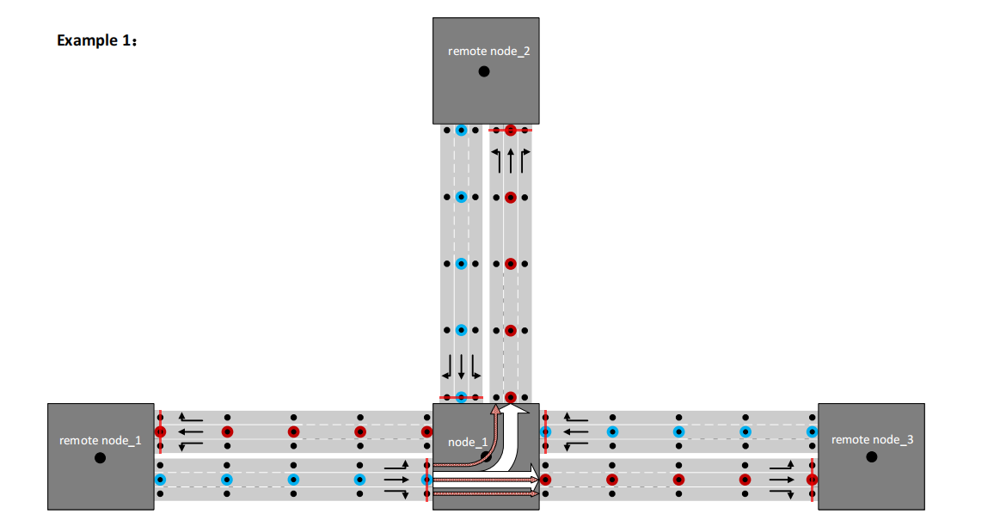 Example 1：
remote node_2
remote node_1
node_1
remote node_3